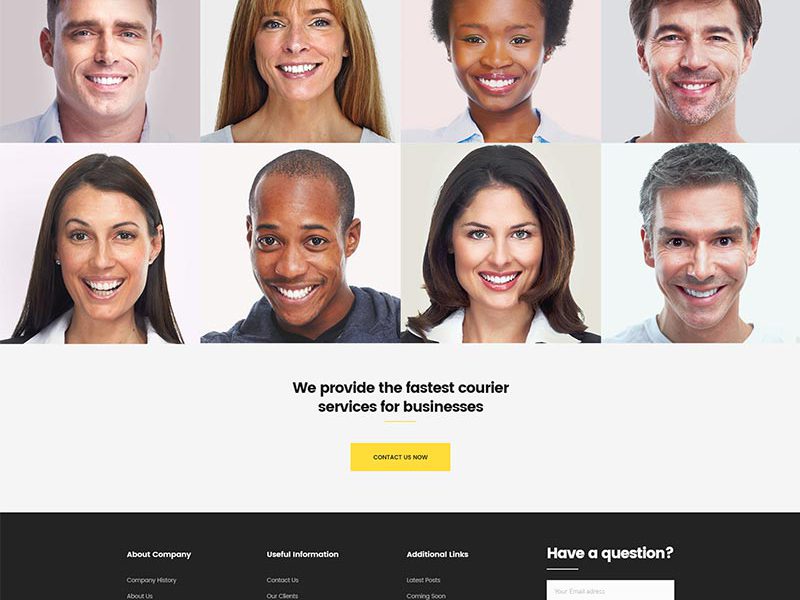 We provide the fastest courier
services for businesses
CONTACT US NOW
About Company
Useful Information
Additional Links
Have a question?
Company History
Contact Us
Latest Posts
Your Email adress
About Us
Our Clients
Coming Soon